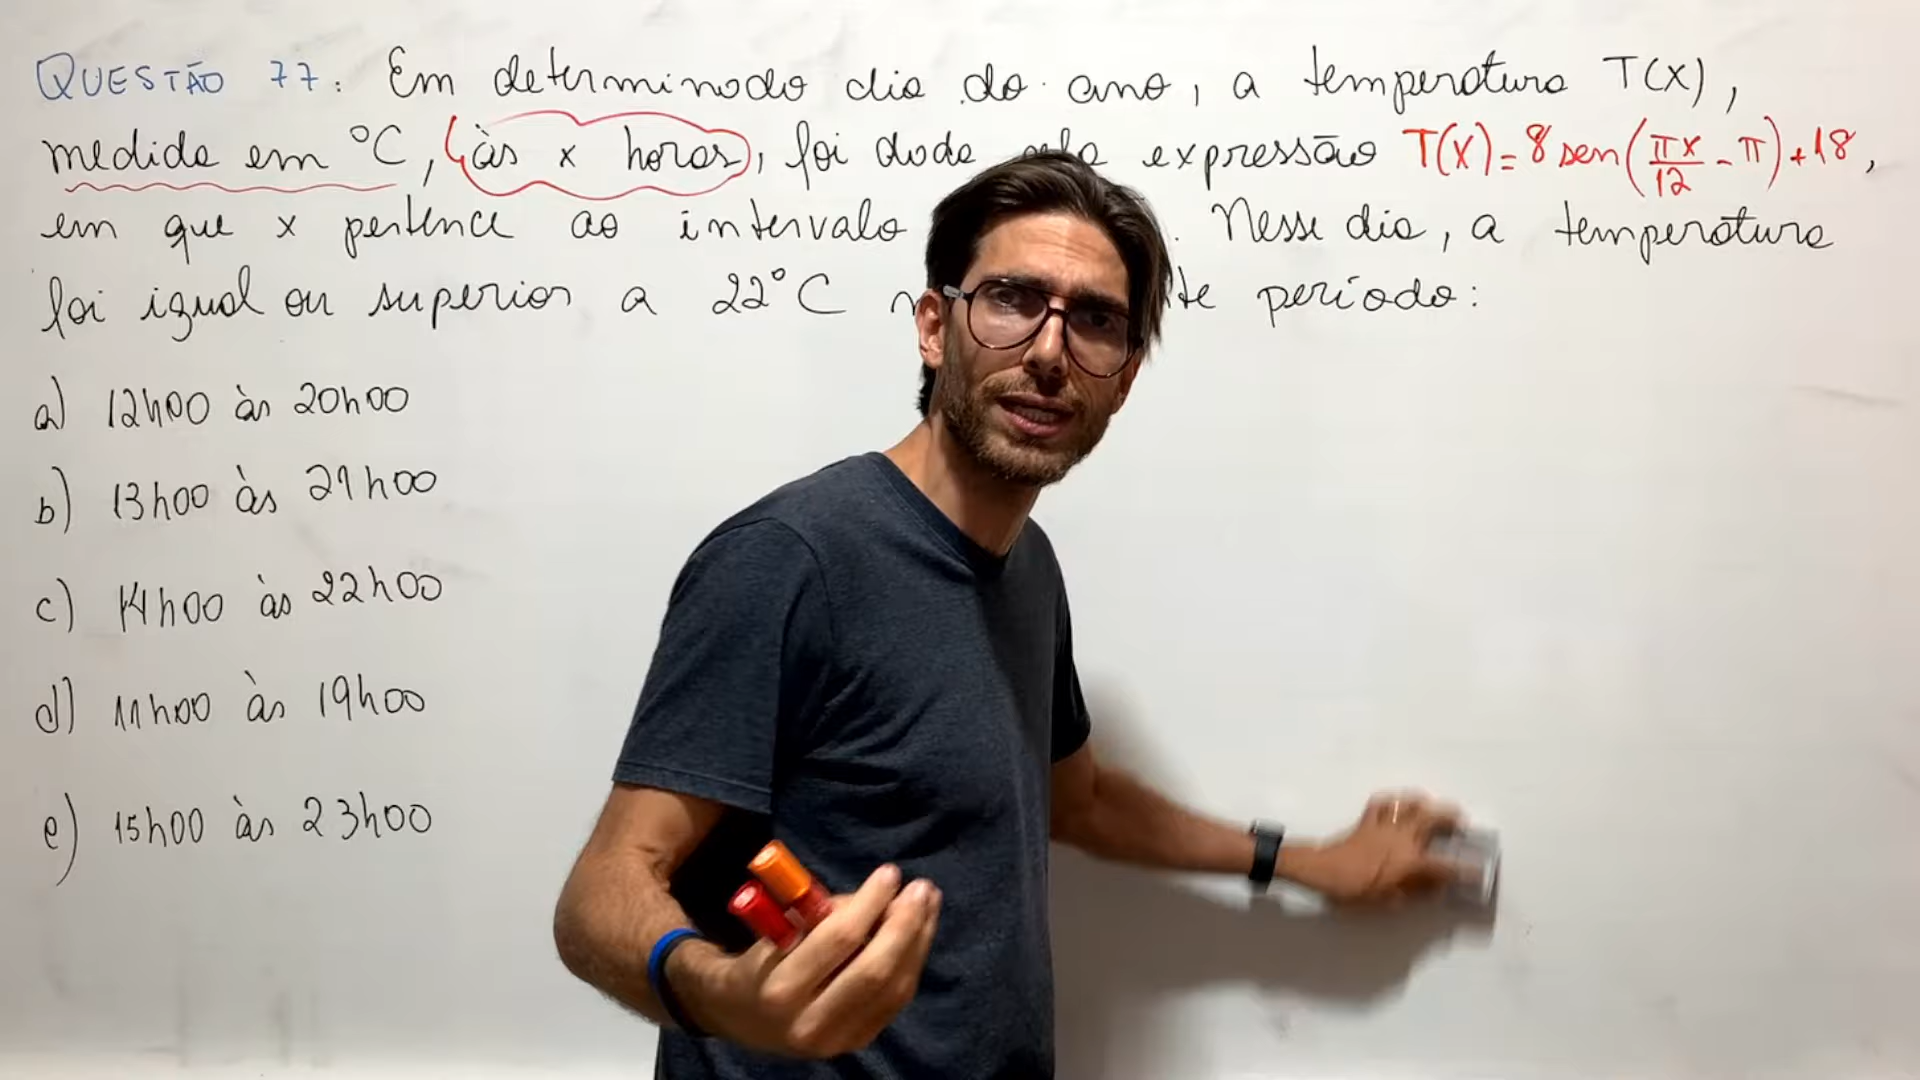 QUESTÃO 77: Em determinado dia do ano, a temperatura T(X),
medida em °C, (às x horas), foi dada pela expressão T(X) = 8 sen(πx/12 - π) + 18,
em que x pertence ao intervalo . Nesse dia, a temperatura
foi igual ou superior a 22°C período:
a) 12h00 às 20h00
b) 13h00 às 21h00
c) 14h00 às 22h00
d) 11h00 às 19h00
e) 15h00 às 23h00